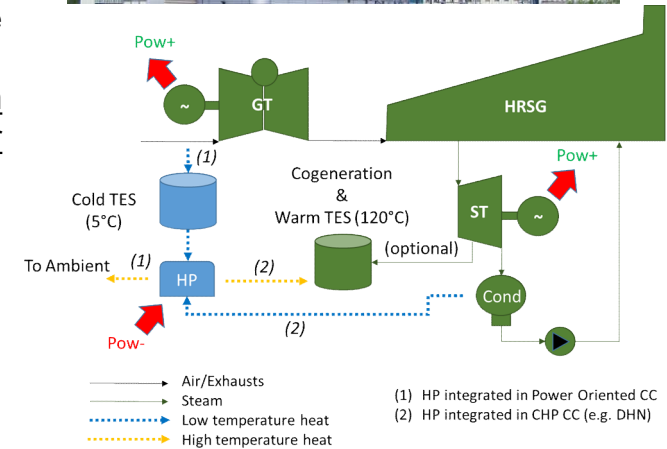 Pow+
~
GT
HRSG
(1)
Cogeneration
&
Warm TES (120°C)
Pow+
Cold TES
(5°C)
ST
~
(optional)
To Ambient
(1)
HP
(2)
Cond
(2)
Pow-
Air/Exhausts
Steam
Low temperature heat
High temperature heat
(1) HP integrated in Power Oriented CC
(2) HP integrated in CHP CC (e.g. DHN)